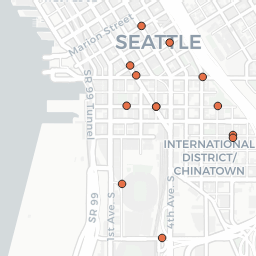 Marion Street
SEATTLE
SR 99 Tunnel
INTERNATIONAL
DISTRICT/
CHINATOWN
SR 99
1st Ave. S
4th Ave. S